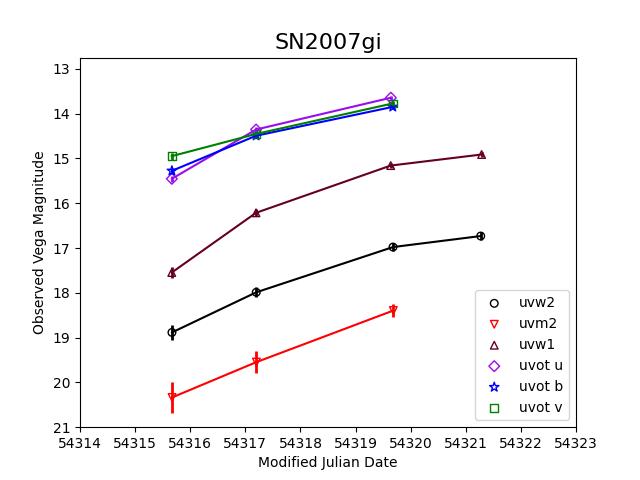 SN2007gi
Observed Vega Magnitude
13
14
15
16
17
18
19
20
21
uvw2
uvm2
uvw1
uvot u
uvot b
uvot v
54314 54315 54316 54317 54318 54319 54320 54321 54322 54323
Modified Julian Date